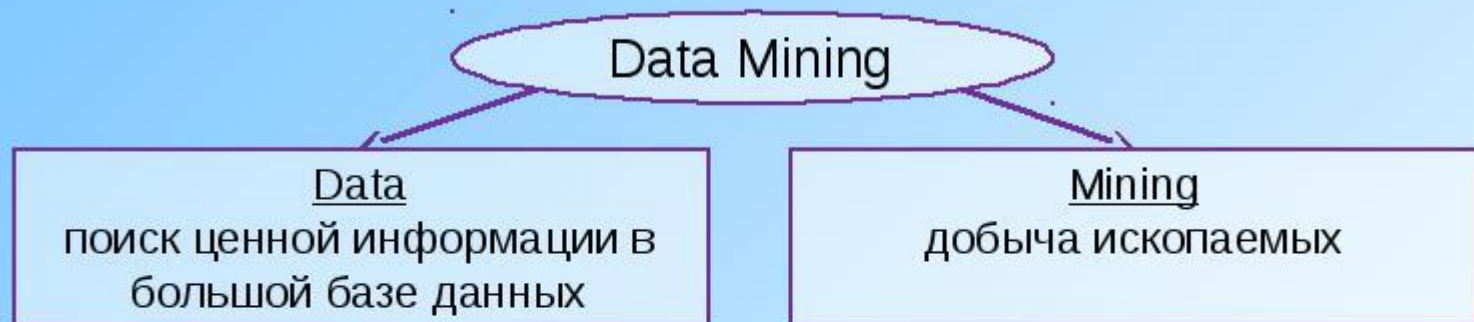 Data Mining
Data
поиск ценной информации в
большой базе данных
Mining
добыча ископаемых